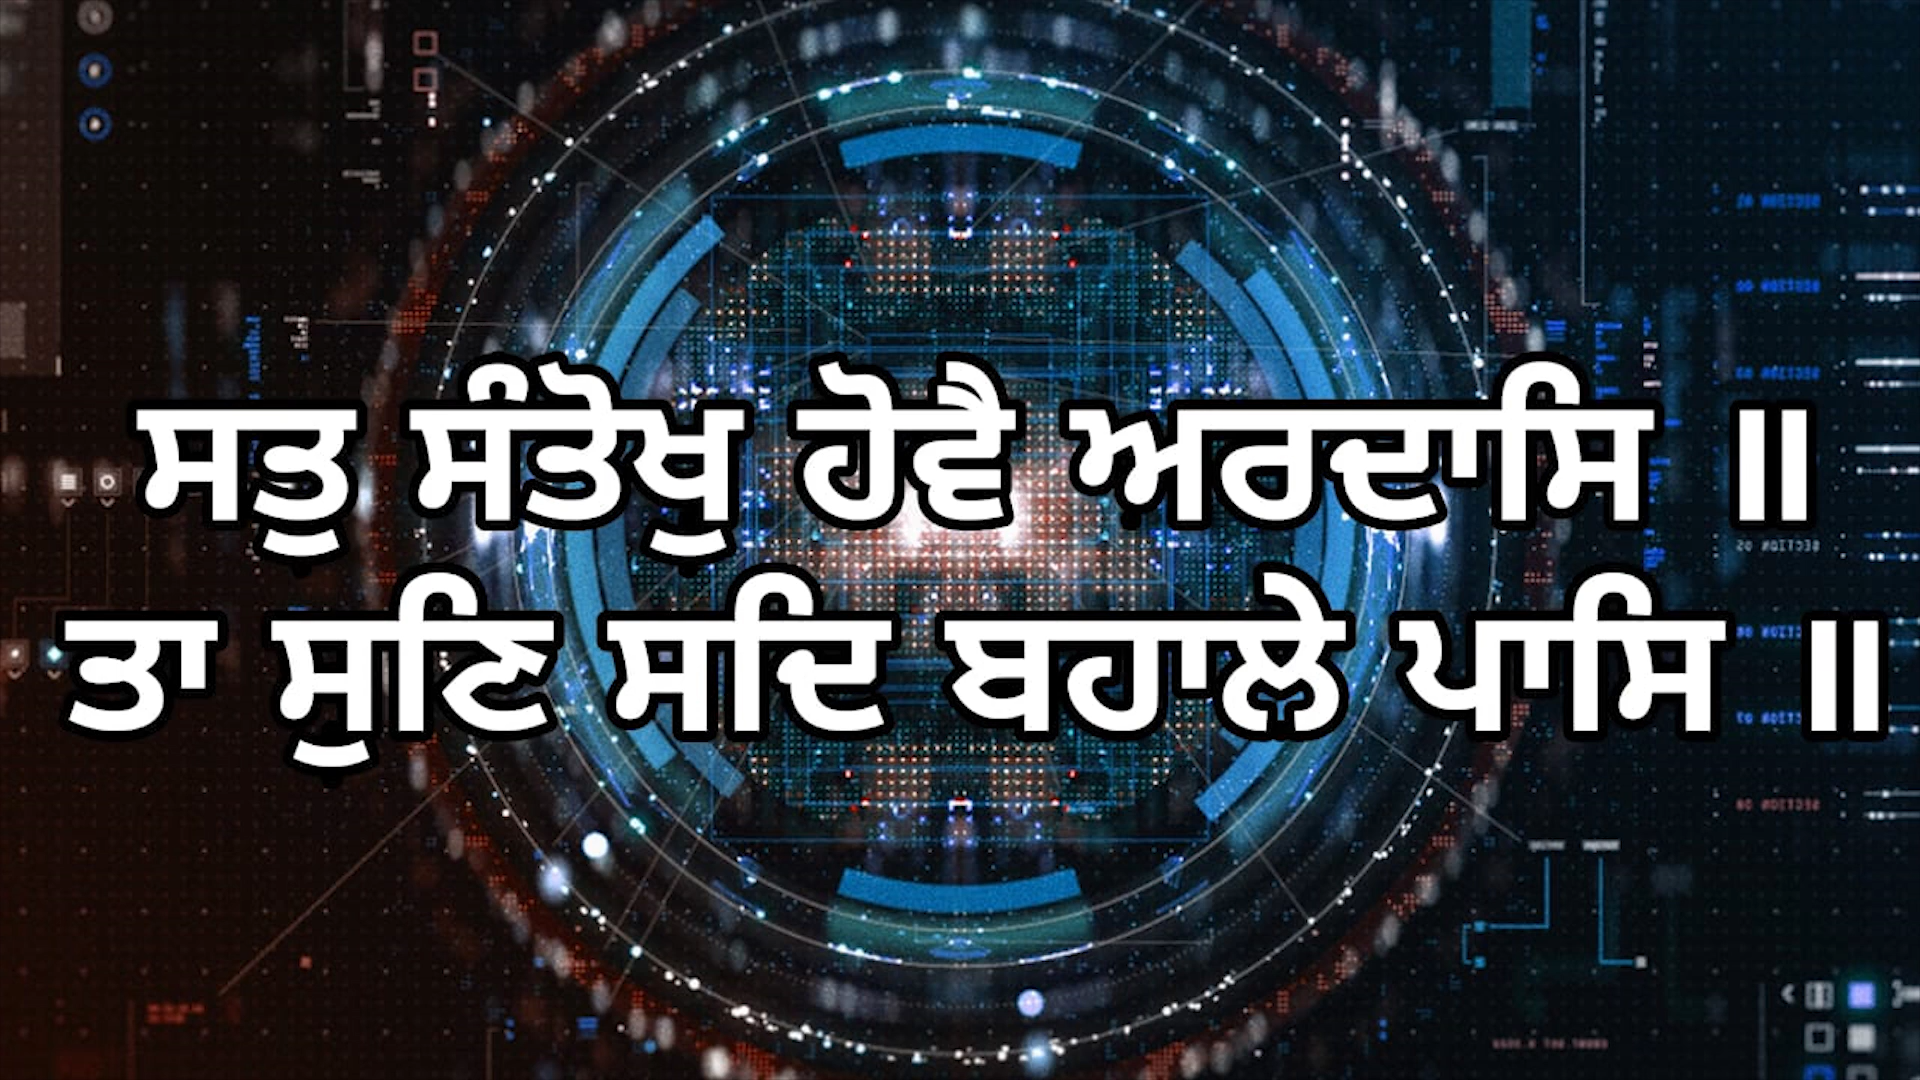 ਸਤੁ ਸੰਤੋਖੁ ਹੋਵੈ ਅਰਦਾਸਿ ॥
ਤਾ ਸੁਣਿ ਸਦਿ ਬਹਾਲੇ ਪਾਸਿ ॥